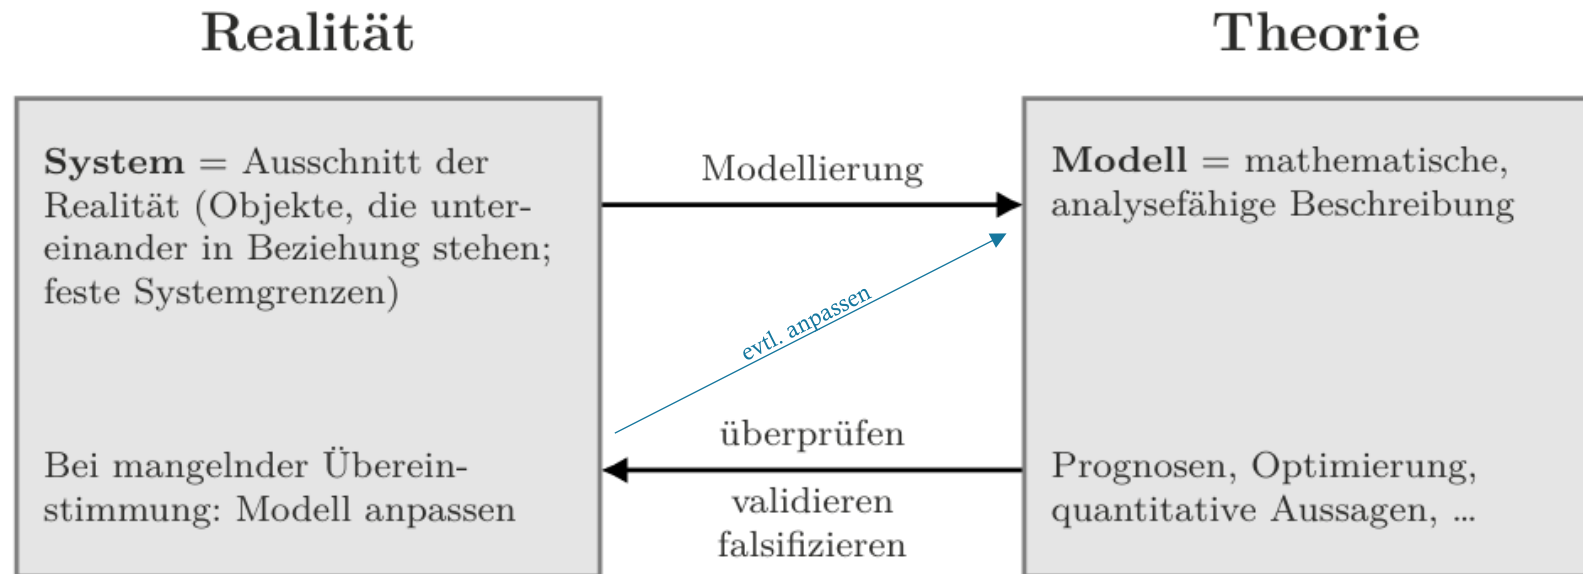 Realität
Theorie
System = Ausschnitt der
Realität (Objekte, die unter-
einander in Beziehung stehen;
feste Systemgrenzen)
Modellierung
Modell = mathematische,
analysefähige Beschreibung
evtl. anpassen
Bei mangelnder Überein-
stimmung: Modell anpassen
überprüfen
validieren
falsifizieren
Prognosen, Optimierung,
quantitative Aussagen, ...